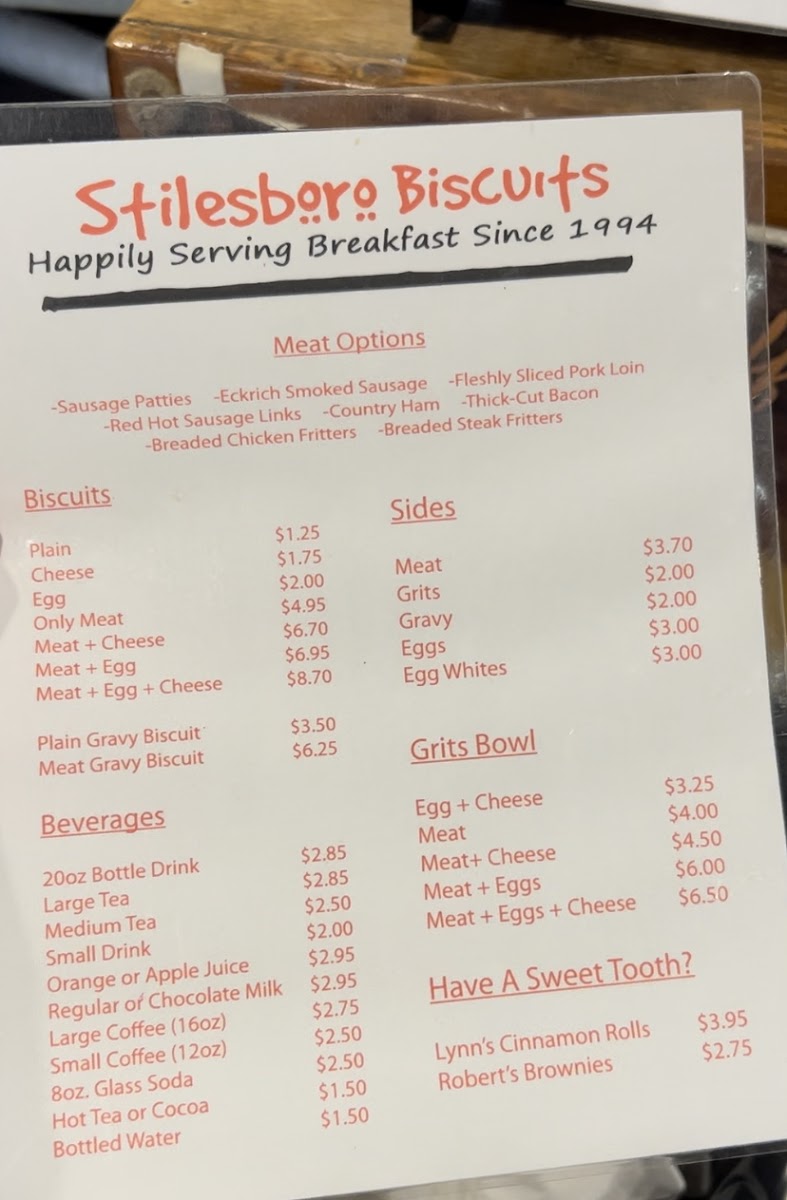 Stilesboro Biscuits
Happily Serving Breakfast Since 1994
Meat Options
-Sausage Patties -Eckrich Smoked Sausage -Fleshly Sliced Pork Loin
-Red Hot Sausage Links -Country Ham -Thick-Cut Bacon
-Breaded Chicken Fritters -Breaded Steak Fritters
Biscuits
Plain $1.25
Cheese $1.75
Egg $2.00
Only Meat $4.95
Meat + Cheese $6.70
Meat + Egg $6.95
Meat + Egg + Cheese $8.70
Plain Gravy Biscuit $3.50
Meat Gravy Biscuit $6.25
Beverages
20oz Bottle Drink $2.85
Large Tea $2.85
Medium Tea $2.50
Small Drink $2.00
Orange or Apple Juice $2.95
Regular or Chocolate Milk $2.95
Large Coffee (16oz) $2.75
Small Coffee (12oz) $2.50
8oz. Glass Soda $2.50
Hot Tea or Cocoa $1.50
Bottled Water $1.50
Sides
Meat $3.70
Grits $2.00
Gravy $2.00
Eggs $3.00
Egg Whites $3.00
Grits Bowl
Egg + Cheese $3.25
Meat $4.00
Meat+ Cheese $4.50
Meat + Eggs $6.00
Meat + Eggs + Cheese $6.50
Have A Sweet Tooth?
Lynn's Cinnamon Rolls $3.95
Robert's Brownies $2.75